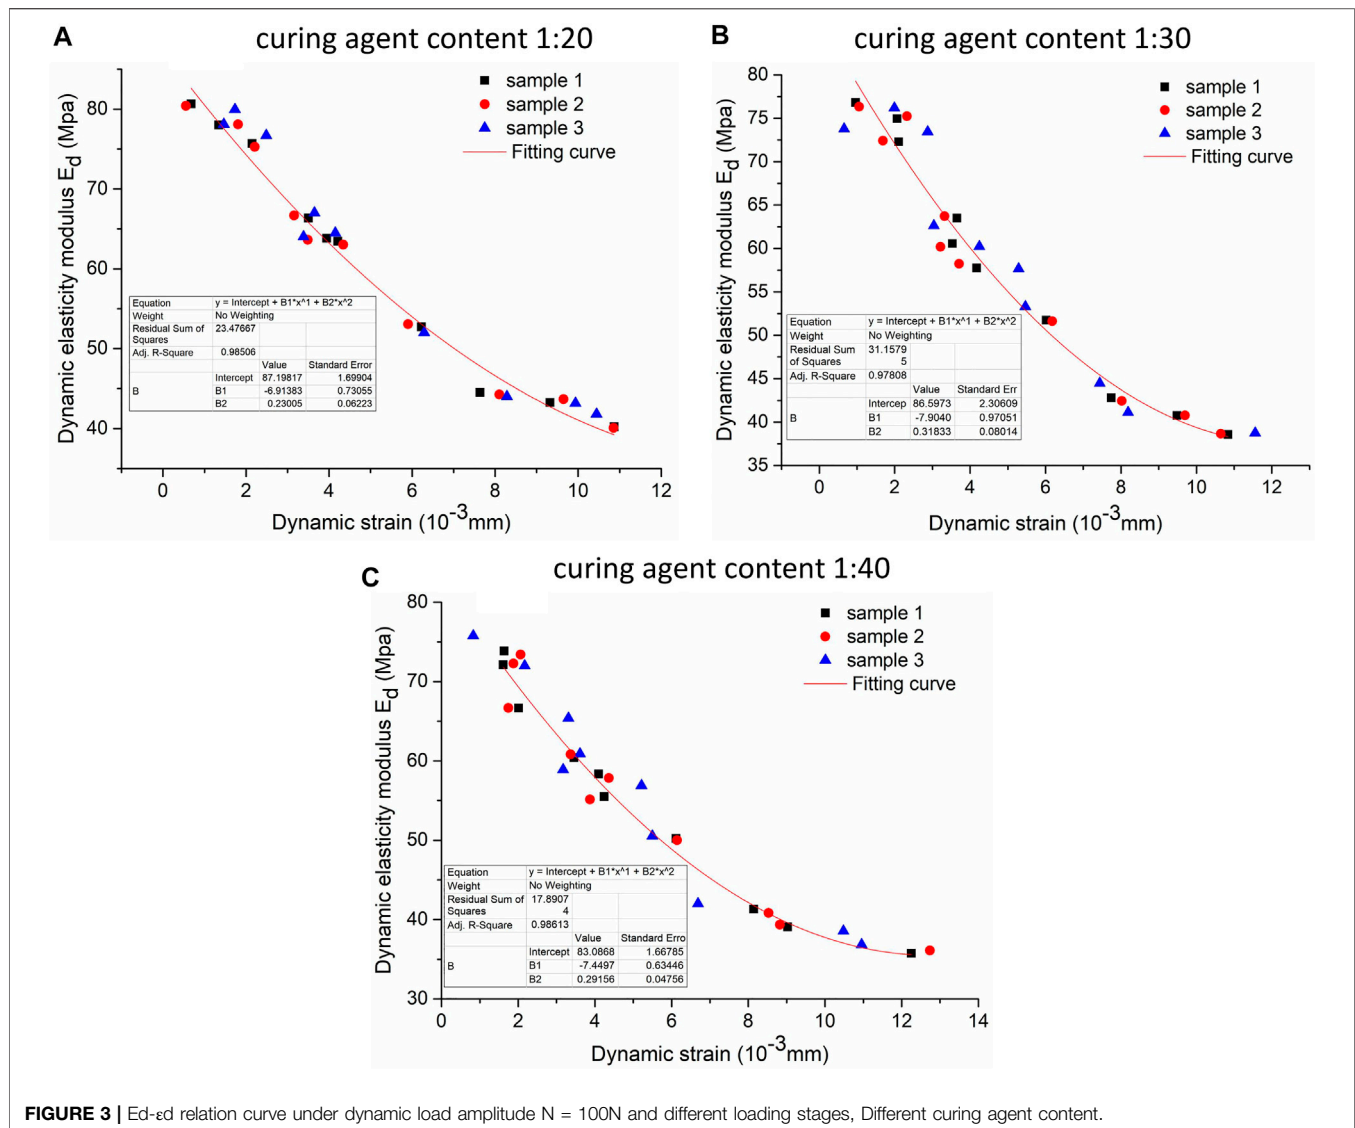 A
curing agent content 1:20
sample 1
sample 2
sample 3
Fitting curve
Dynamic elasticity modulus Ed (Mpa)
80
70
60
50
40
Equation y = Intercept + B1*x^1 + B2*x^2
Weight No Weighting
Residual Sum of Squares 23.47667
Adj. R-Square 0.98506
Value Standard Error
Intercept 87.19817 1.69904
B B1 -6.91383 0.73055
B2 0.23005 0.06223
0 2 4 6 8 10 12
Dynamic strain (10-3mm)
B
curing agent content 1:30
sample 1
sample 2
sample 3
Fitting curve
Dynamic elasticity modulus Ed (Mpa)
80
75
70
65
60
55
50
45
40
35
Equation y = Intercept + B1*x^1 + B2*x^2
Weight No Weighting
Residual Sum 31.1579
of Squares 5
Adj. R-Square 0.97808
Value Standard Err
Intercep 86.5973 2.30609
B B1 -7.9040 0.97051
B2 0.31833 0.08014
0 2 4 6 8 10 12
Dynamic strain (10-3mm)
C
curing agent content 1:40
sample 1
sample 2
sample 3
Fitting curve
Dynamic elasticity modulus Ed (Mpa)
80
70
60
50
40
30
Equation y = Intercept + B1*x^1 + B2*x^2
Weight No Weighting
Residual Sum of 17.8907
Squares 4
Adj. R-Square 0.98613
Value Standard Erro
Intercept 83.0868 1.66785
B B1 -7.4497 0.63446
B2 0.29156 0.04756
0 2 4 6 8 10 12 14
Dynamic strain (10-3mm)
FIGURE 3 | Ed-εd relation curve under dynamic load amplitude N = 100N and different loading stages, Different curing agent content.